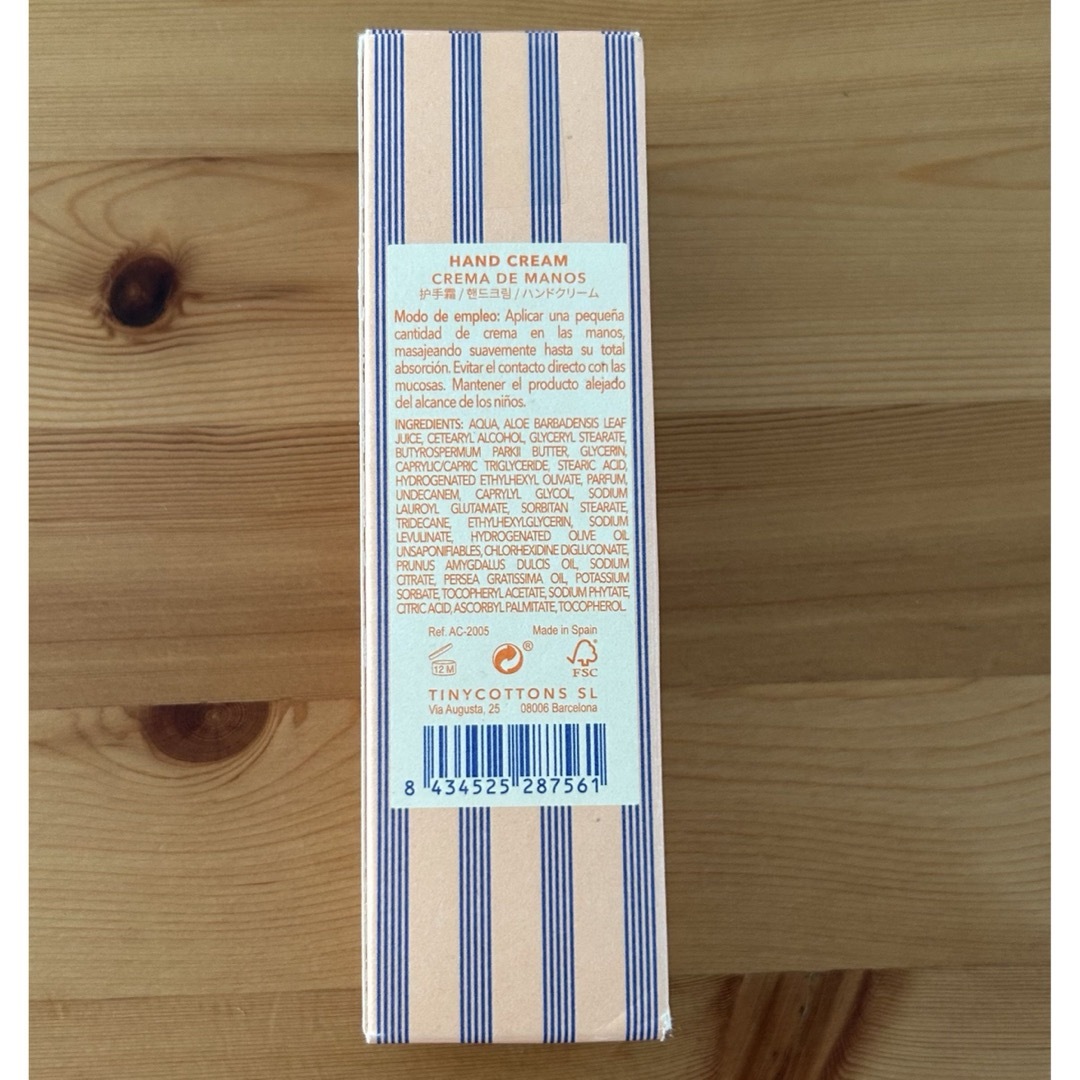 HAND CREAM
CREMA DE MANOS
护手霜 / 핸드크림 / ハンドクリーム
Modo de empleo: Aplicar una pequeña
cantidad de crema en las manos,
masajeando suavemente hasta su total
absorción. Evitar el contacto directo con las
mucosas. Mantener el producto alejado
del alcance de los niños.
INGREDIENTS: AQUA, ALOE BARBADENSIS LEAF
JUICE, CETEARYL ALCOHOL, GLYCERYL STEARATE,
BUTYROSPERMUM PARKII BUTTER, GLYCERIN,
CAPRYLIC/CAPRIC TRIGLYCERIDE, STEARIC ACID,
HYDROGENATED ETHYLHEXYL OLIVATE, PARFUM,
UNDECANEM, CAPRYLYL GLYCOL, SODIUM
LAUROYL GLUTAMATE, SORBITAN STEARATE,
TRIDECANE, ETHYLHEXYLGLYCERIN, SODIUM
LEVULINATE, HYDROGENATED OLIVE OIL
UNSAPONIFIABLES, CHLORHEXIDINE DIGLUCONATE,
PRUNUS AMYGDALUS DULCIS OIL, SODIUM
CITRATE, PERSEA GRATISSIMA OIL, POTASSIUM
SORBATE, TOCOPHERYL ACETATE, SODIUM PHYTATE,
CITRIC ACID, ASCORBYL PALMITATE, TOCOPHEROL.
Ref. AC-2005 Made in Spain
12 M ® FSC®
TINYCOTTONS SL
Via Augusta, 25 08006 Barcelona
8 434525 287561